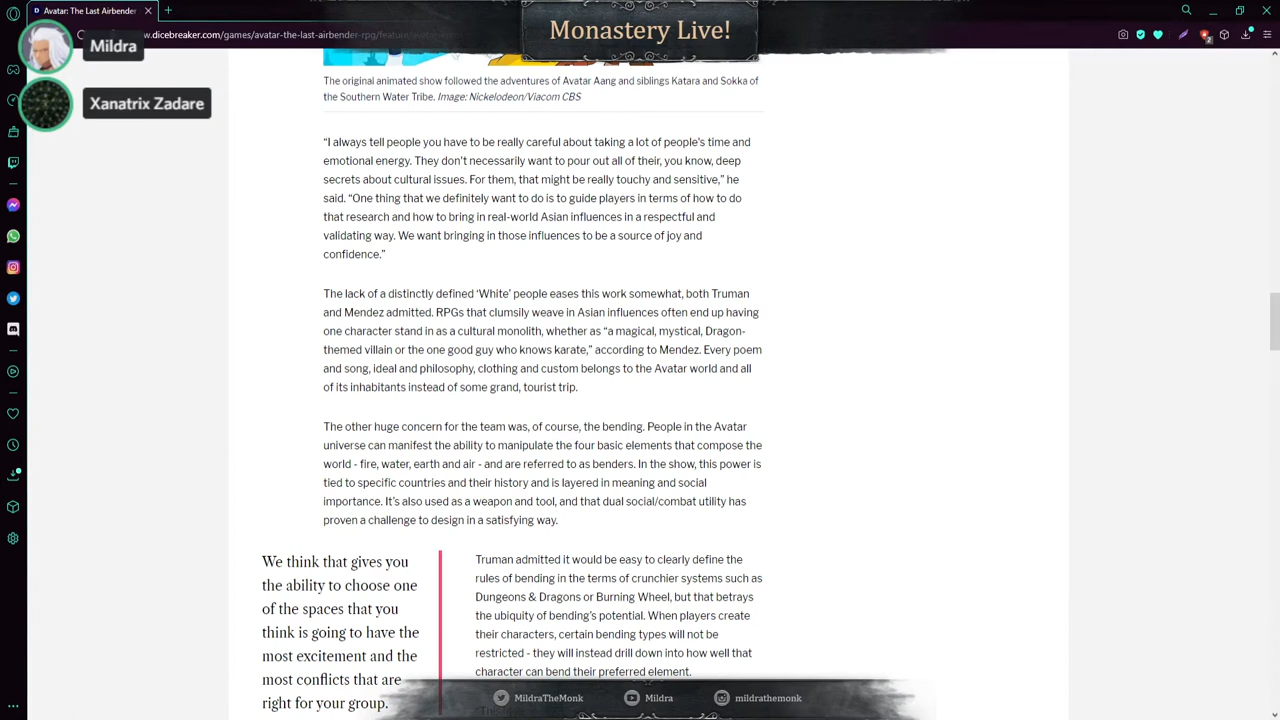 Avatar: The Last Airbender
Monastery Live!
w.dicebreaker.com/games/avatar-the-last-airbender-rpg/feature/
Mildra
Xanatrix Zadare
The original animated show followed the adventures of Avatar Aang and siblings Katara and Sokka of
the Southern Water Tribe. Image: Nickelodeon/Viacom CBS
“I always tell people you have to be really careful about taking a lot of people's time and
emotional energy. They don't necessarily want to pour out all of their, you know, deep
secrets about cultural issues. For them, that might be really touchy and sensitive,” he
said. “One thing that we definitely want to do is to guide players in terms of how to do
that research and how to bring in real-world Asian influences in a respectful and
validating way. We want bringing in those influences to be a source of joy and
confidence.”
The lack of a distinctly defined ‘White’ people eases this work somewhat, both Truman
and Mendez admitted. RPGs that clumsily weave in Asian influences often end up having
one character stand in as a cultural monolith, whether as “a magical, mystical, Dragon-
themed villain or the one good guy who knows karate,” according to Mendez. Every poem
and song, ideal and philosophy, clothing and custom belongs to the Avatar world and all
of its inhabitants instead of some grand, tourist trip.
The other huge concern for the team was, of course, the bending. People in the Avatar
universe can manifest the ability to manipulate the four basic elements that compose the
world - fire, water, earth and air - and are referred to as benders. In the show, this power is
tied to specific countries and their history and is layered in meaning and social
importance. It's also used as a weapon and tool, and that dual social/combat utility has
proven a challenge to design in a satisfying way.
We think that gives you
the ability to choose one
of the spaces that you
think is going to have the
most excitement and the
most conflicts that are
right for your group.
Truman admitted it would be easy to clearly define the
rules of bending in the terms of crunchier systems such as
Dungeons & Dragons or Burning Wheel, but that betrays
the ubiquity of bending's potential. When players create
their characters, certain bending types will not be
restricted - they will instead drill down into how well that
character can bend their preferred element.
MildraTheMonk
Mildra
mildrathemonk